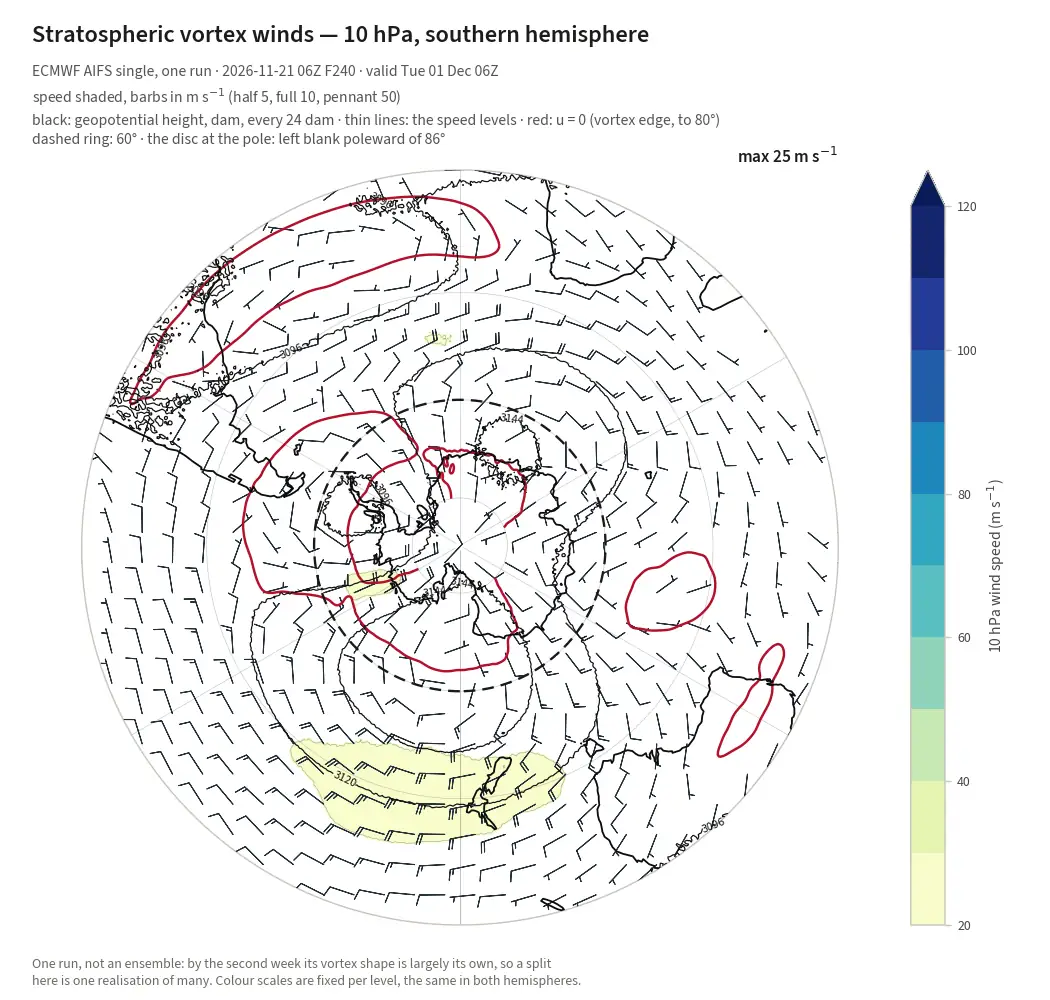 Stratospheric vortex winds — 10 hPa, southern hemisphere
ECMWF AIFS single, one run · 2026-11-21 06Z F240 · valid Tue 01 Dec 06Z
speed shaded, barbs in m s⁻¹ (half 5, full 10, pennant 50)
black: geopotential height, dam, every 24 dam · thin lines: the speed levels · red: u = 0 (vortex edge, to 80°)
dashed ring: 60° · the disc at the pole: left blank poleward of 86°
max 25 m s⁻¹
120
100
80
60
40
20
10 hPa wind speed (m s⁻¹)
3096
3144
3096
3144
3120
3096
One run, not an ensemble: by the second week its vortex shape is largely its own, so a split
here is one realisation of many. Colour scales are fixed per level, the same in both hemispheres.